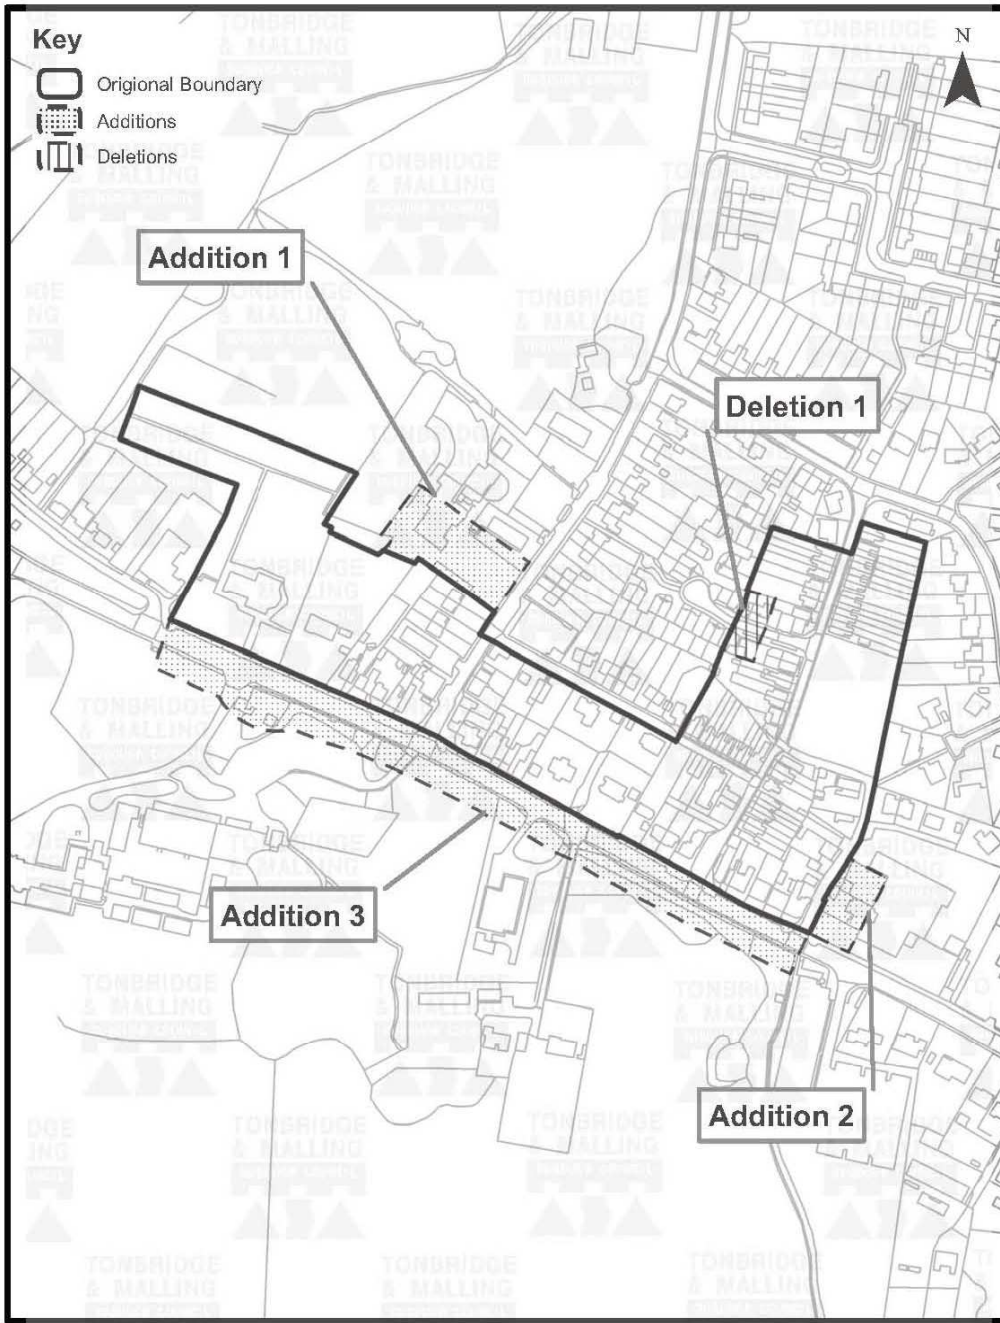 Key
Origional Boundary
Additions
Deletions
N
Addition 1
Deletion 1
Addition 3
Addition 2
TONBRIDGE
& MALLING
BOROUGH COUNCIL